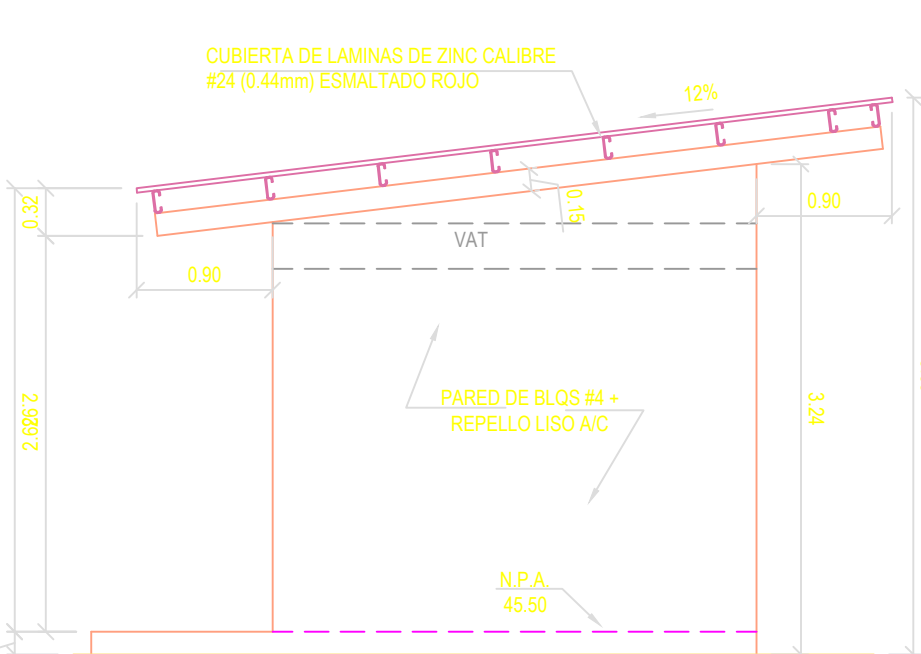 CUBIERTA DE LAMINAS DE ZINC CALIBRE
#24 (0.44mm) ESMALTADO ROJO
12%
0.32
0.15
0.90
VAT
0.90
PARED DE BLQS #4 +
REPELLO LISO A/C
3.24
N.P.A.
45.50